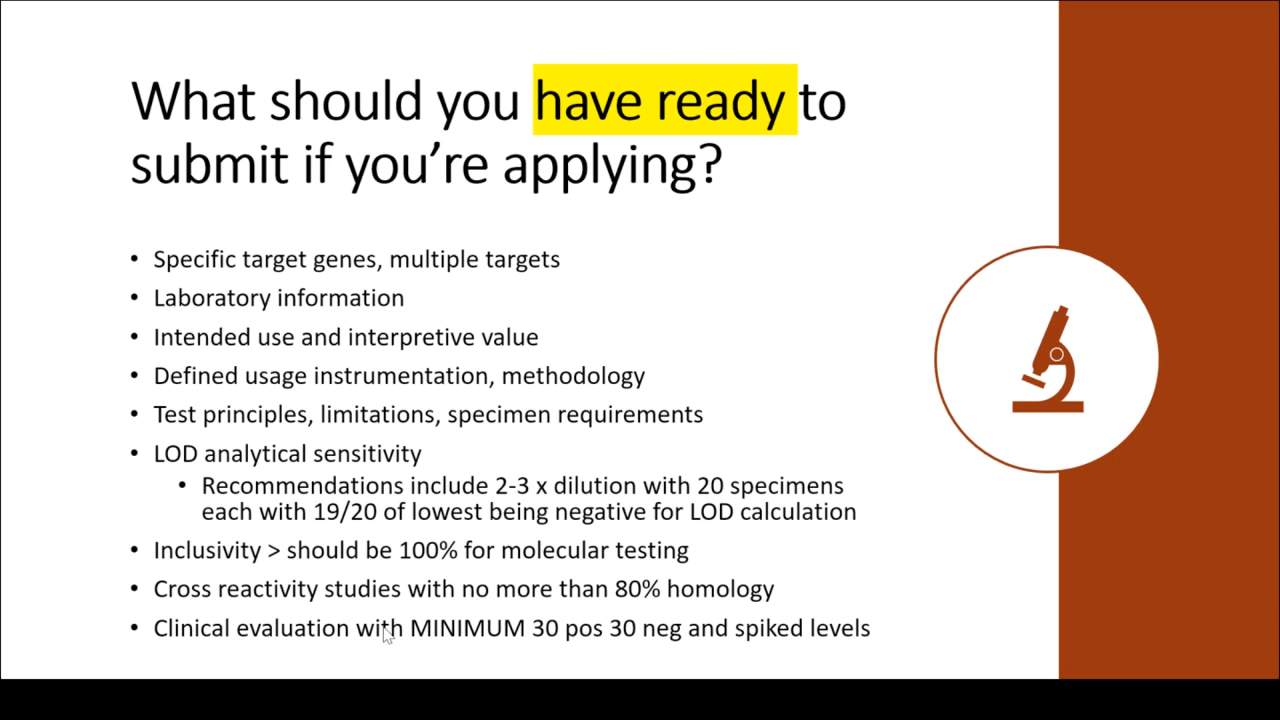 What should you have ready to
submit if you're applying?
• Specific target genes, multiple targets
• Laboratory information
• Intended use and interpretive value
• Defined usage instrumentation, methodology
• Test principles, limitations, specimen requirements
• LOD analytical sensitivity
• Recommendations include 2-3 x dilution with 20 specimens
each with 19/20 of lowest being negative for LOD calculation
• Inclusivity > should be 100% for molecular testing
• Cross reactivity studies with no more than 80% homology
• Clinical evaluation with MINIMUM 30 pos 30 neg and spiked levels